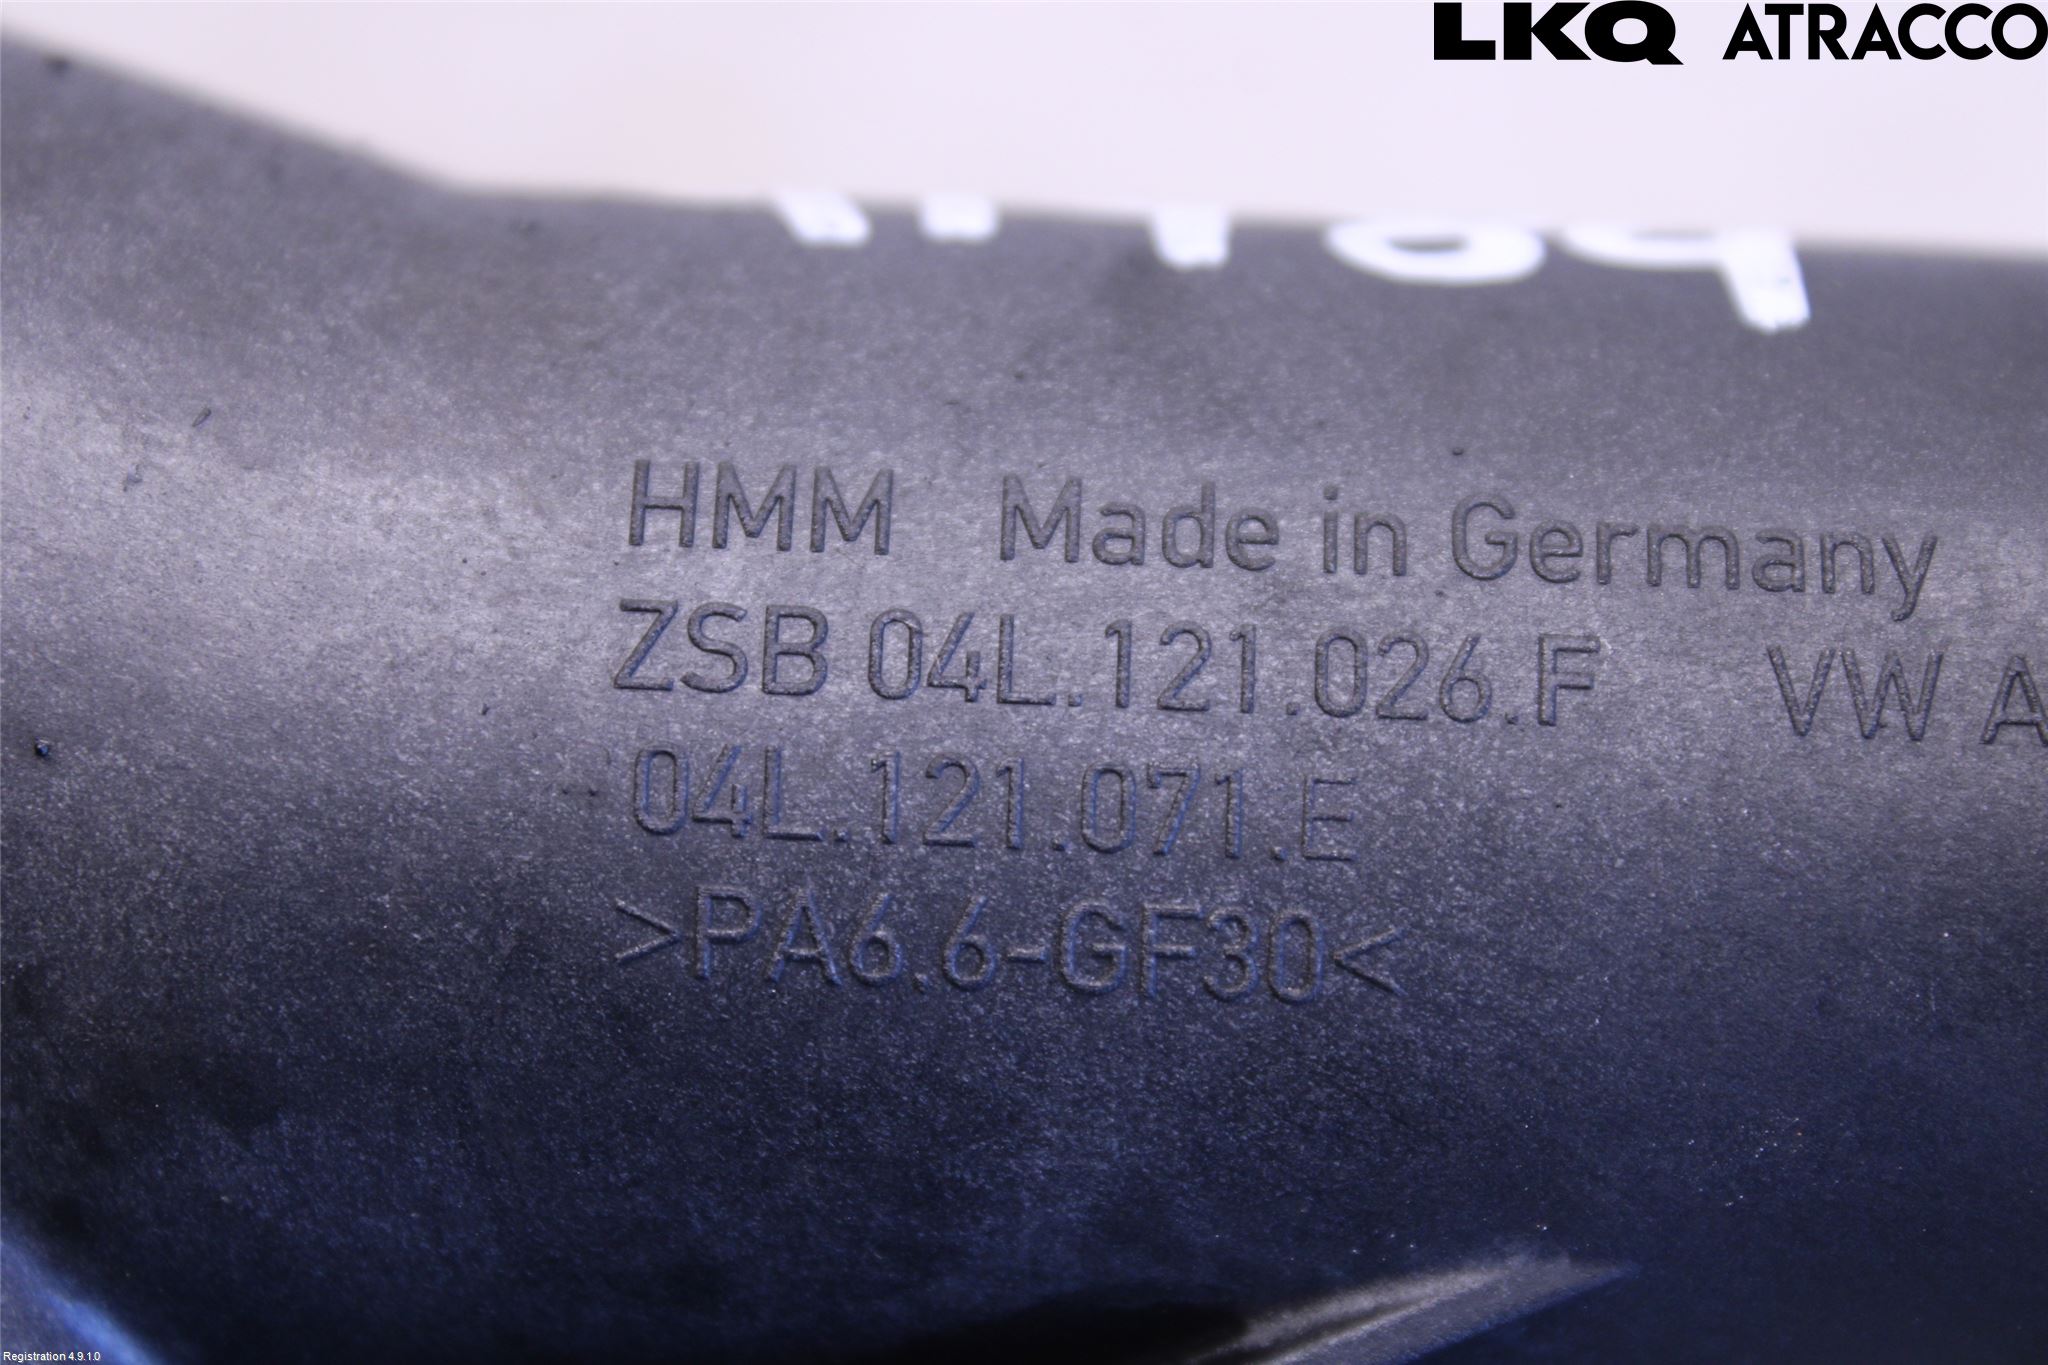 LKQ ATRACCO
HMM Made in Germany
ZSB 04L.121.026.F VW A
04L.121.071.E
>PA6.6-GF30<
Registration 4.9.1.0